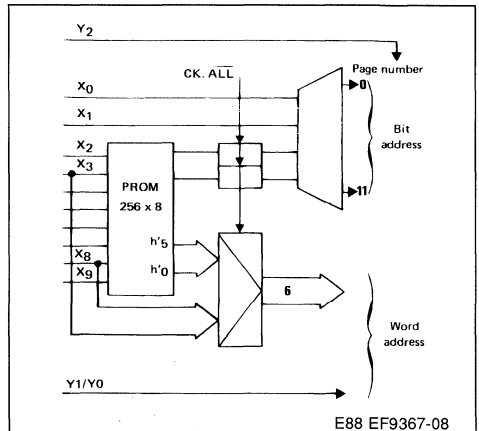 Y2
CK. ALL
Page number
X0
0
X1
Bit
address
X2
X3
PROM
256 x 8
11
h'5
X8
h'0
X9
6
Word
address
Y1/Y0
E88 EF9367-08